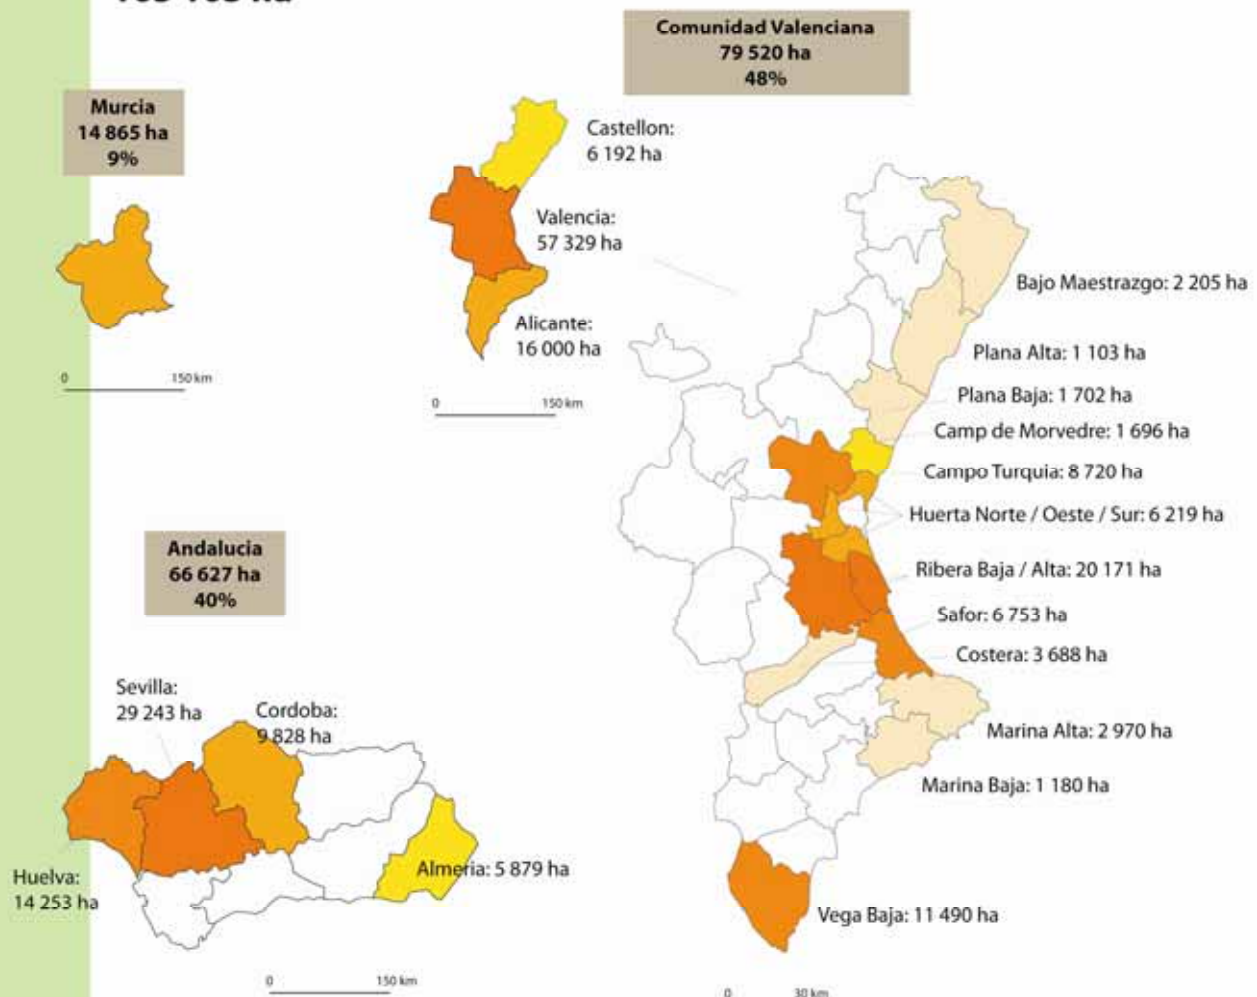 Comunidad Valenciana
79 520 ha
48%
Murcia
14 865 ha
9%
Castellon:
6 192 ha
Valencia:
57 329 ha
Alicante:
16 000 ha
0 150 km
0 150 km
Bajo Maestrazgo: 2 205 ha
Plana Alta: 1 103 ha
Plana Baja: 1 702 ha
Camp de Morvedre: 1 696 ha
Campo Turquia: 8 720 ha
Huerta Norte / Oeste / Sur: 6 219 ha
Ribera Baja / Alta: 20 171 ha
Safor: 6 753 ha
Costera: 3 688 ha
Marina Alta: 2 970 ha
Marina Baja: 1 180 ha
Vega Baja: 11 490 ha
Andalucia
66 627 ha
40%
Sevilla:
29 243 ha
Cordoba:
9 828 ha
Huelva:
14 253 ha
Almeria: 5 879 ha
0 150 km
0 30 km